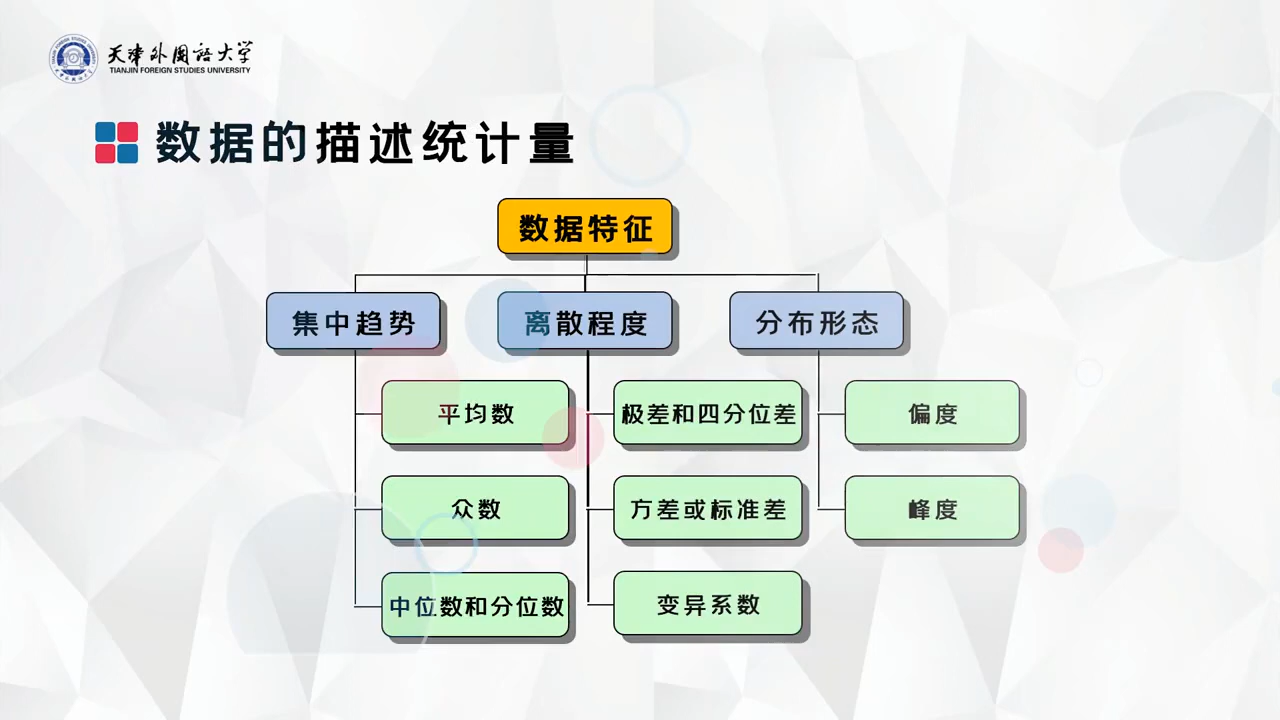 天津外国语大学
TIANJIN FOREIGN STUDIES UNIVERSITY
数据的描述统计量
数据特征
集中趋势
离散程度
分布形态
平均数
极差和四分位差
偏度
众数
方差或标准差
峰度
中位数和分位数
变异系数